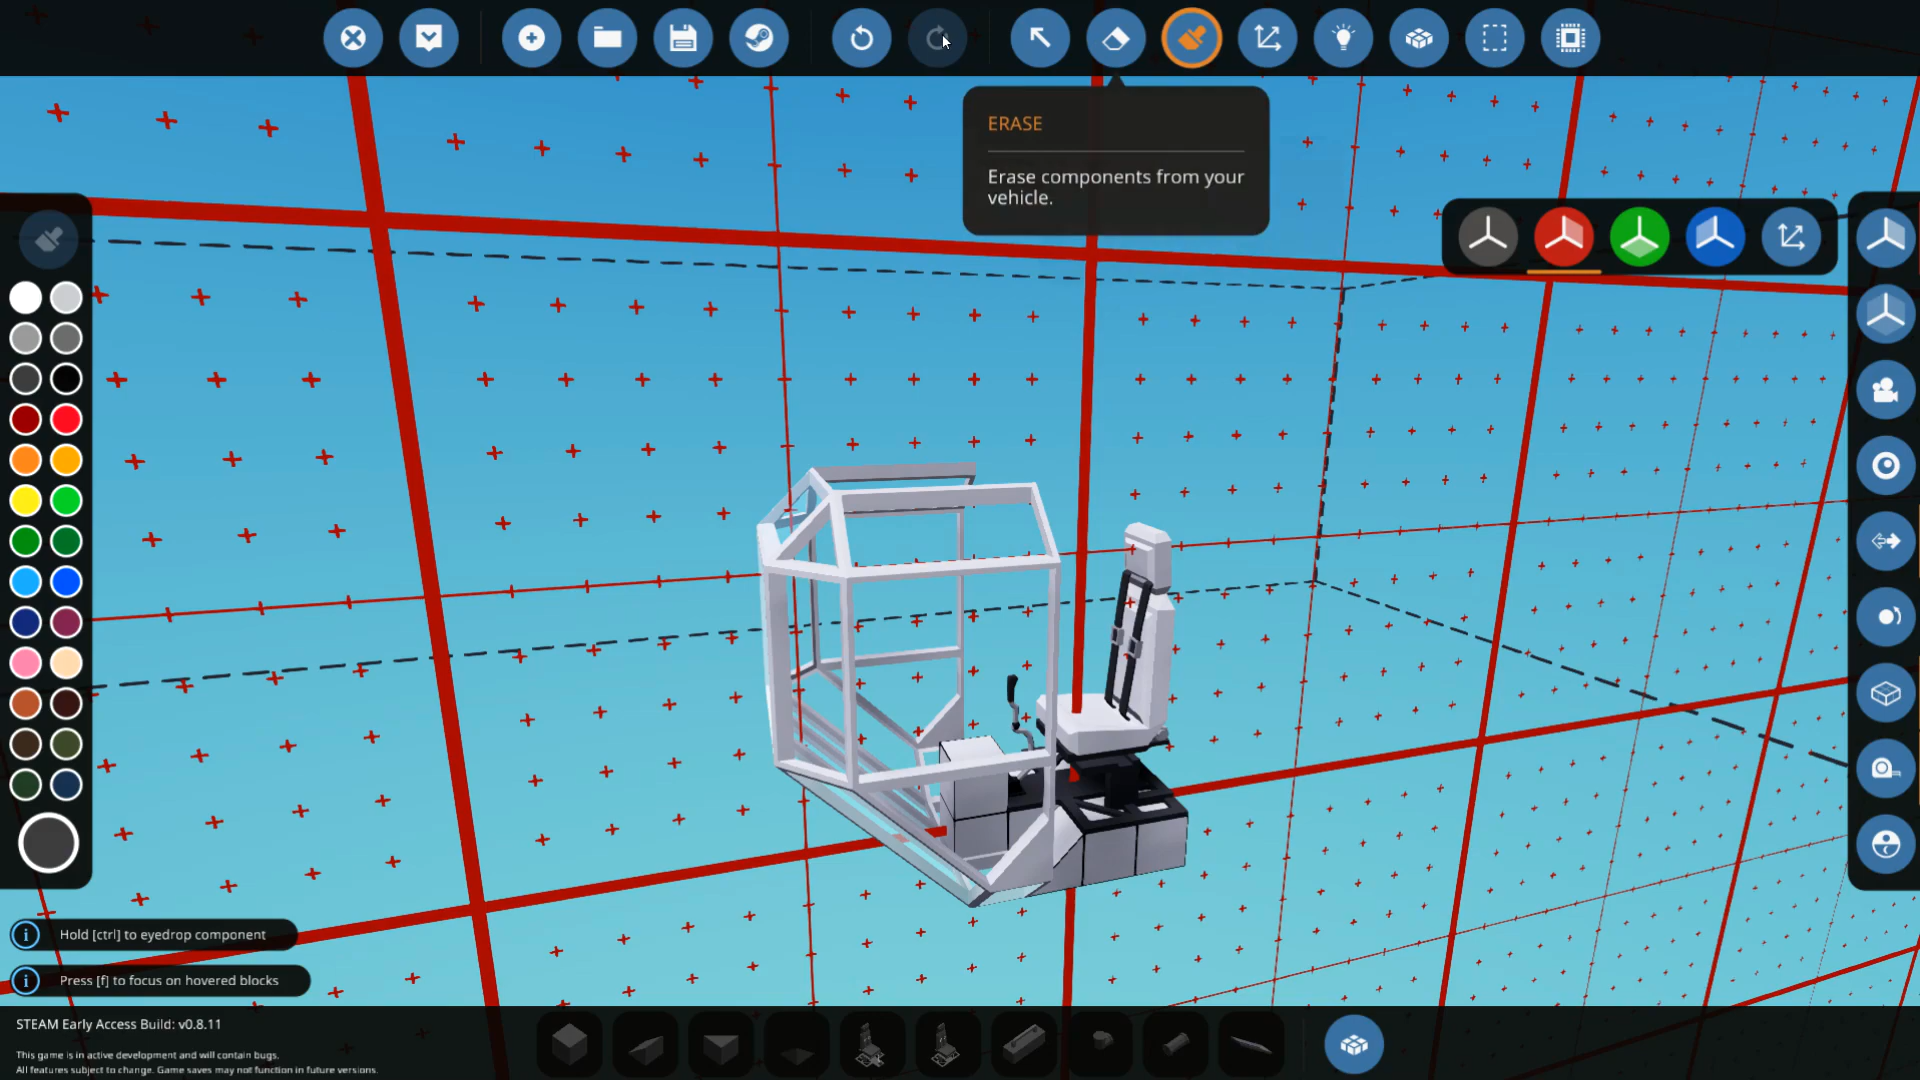 ERASE
Erase components from your
vehicle.
Hold [ctrl] to eyedrop component
Press [f] to focus on hovered blocks
STEAM Early Access Build: v0.8.11
This game is in active development and will contain bugs.
All features subject to change. Game saves may not function in future versions.